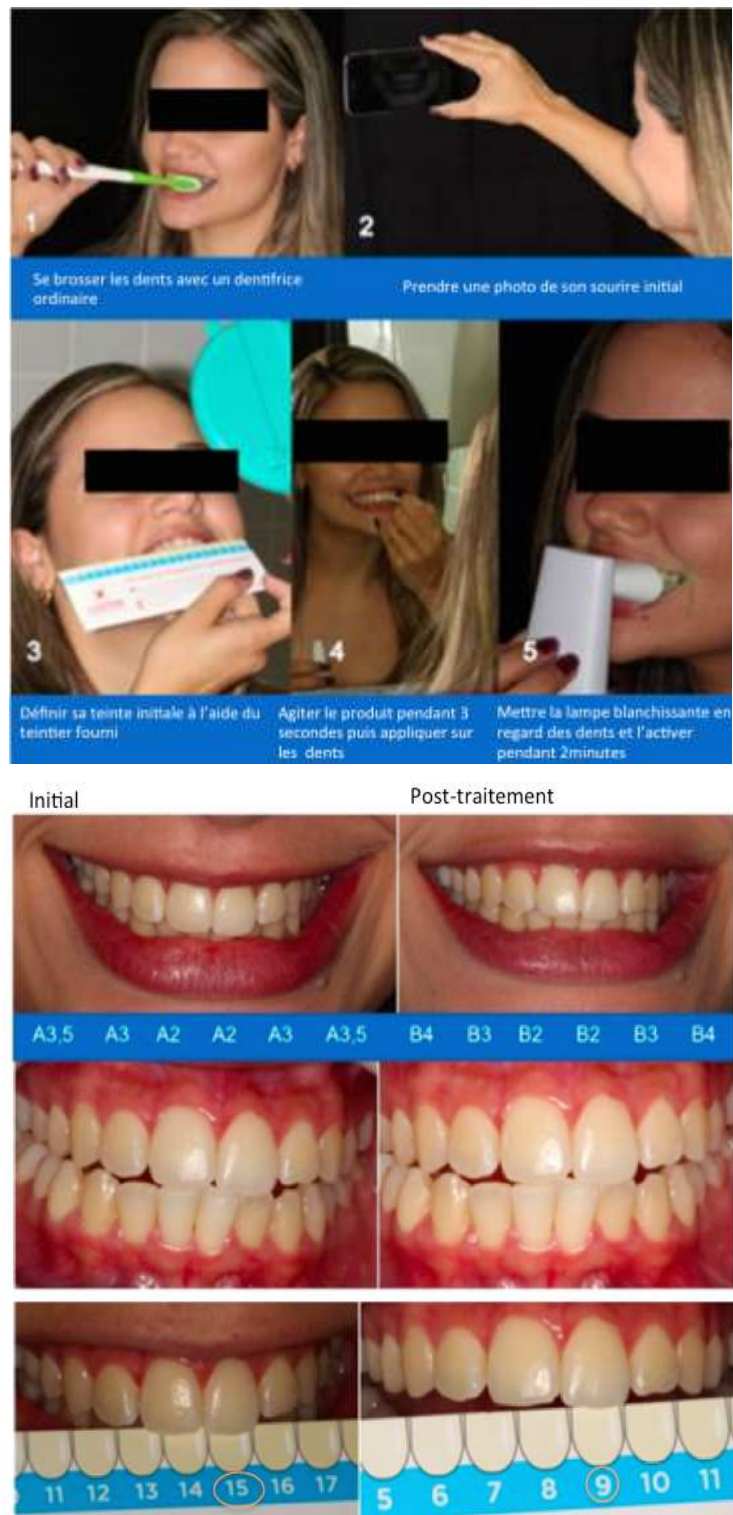 1
2
Se brosser les dents avec un dentifrice
ordinaire
Prendre une photo de son sourire initial
3
4
5
Définir sa teinte initiale à l'aide du
teintier fourni
Agiter le produit pendant 3
secondes puis appliquer sur
les dents
Mettre la lampe blanchissante en
regard des dents et l'activer
pendant 2minutes
Initial
Post-traitement
A3,5 A3 A2 A2 A3 A3,5
B4 B3 B2 B2 B3 B4
11 12 13 14 15 16 17
5 6 7 8 9 10 11